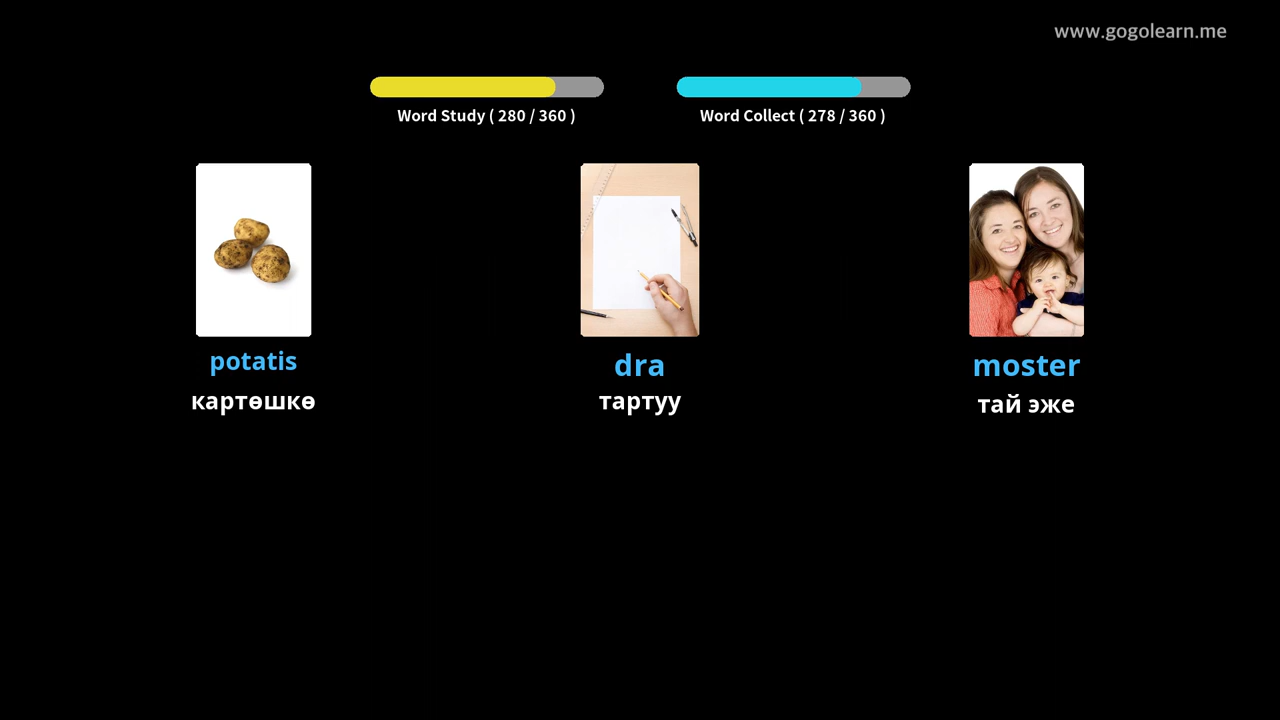 www.gogolearn.me
Word Study ( 280 / 360 )
Word Collect ( 278 / 360 )
potatis
dra
moster
картөшкө
тартуу
тай эже